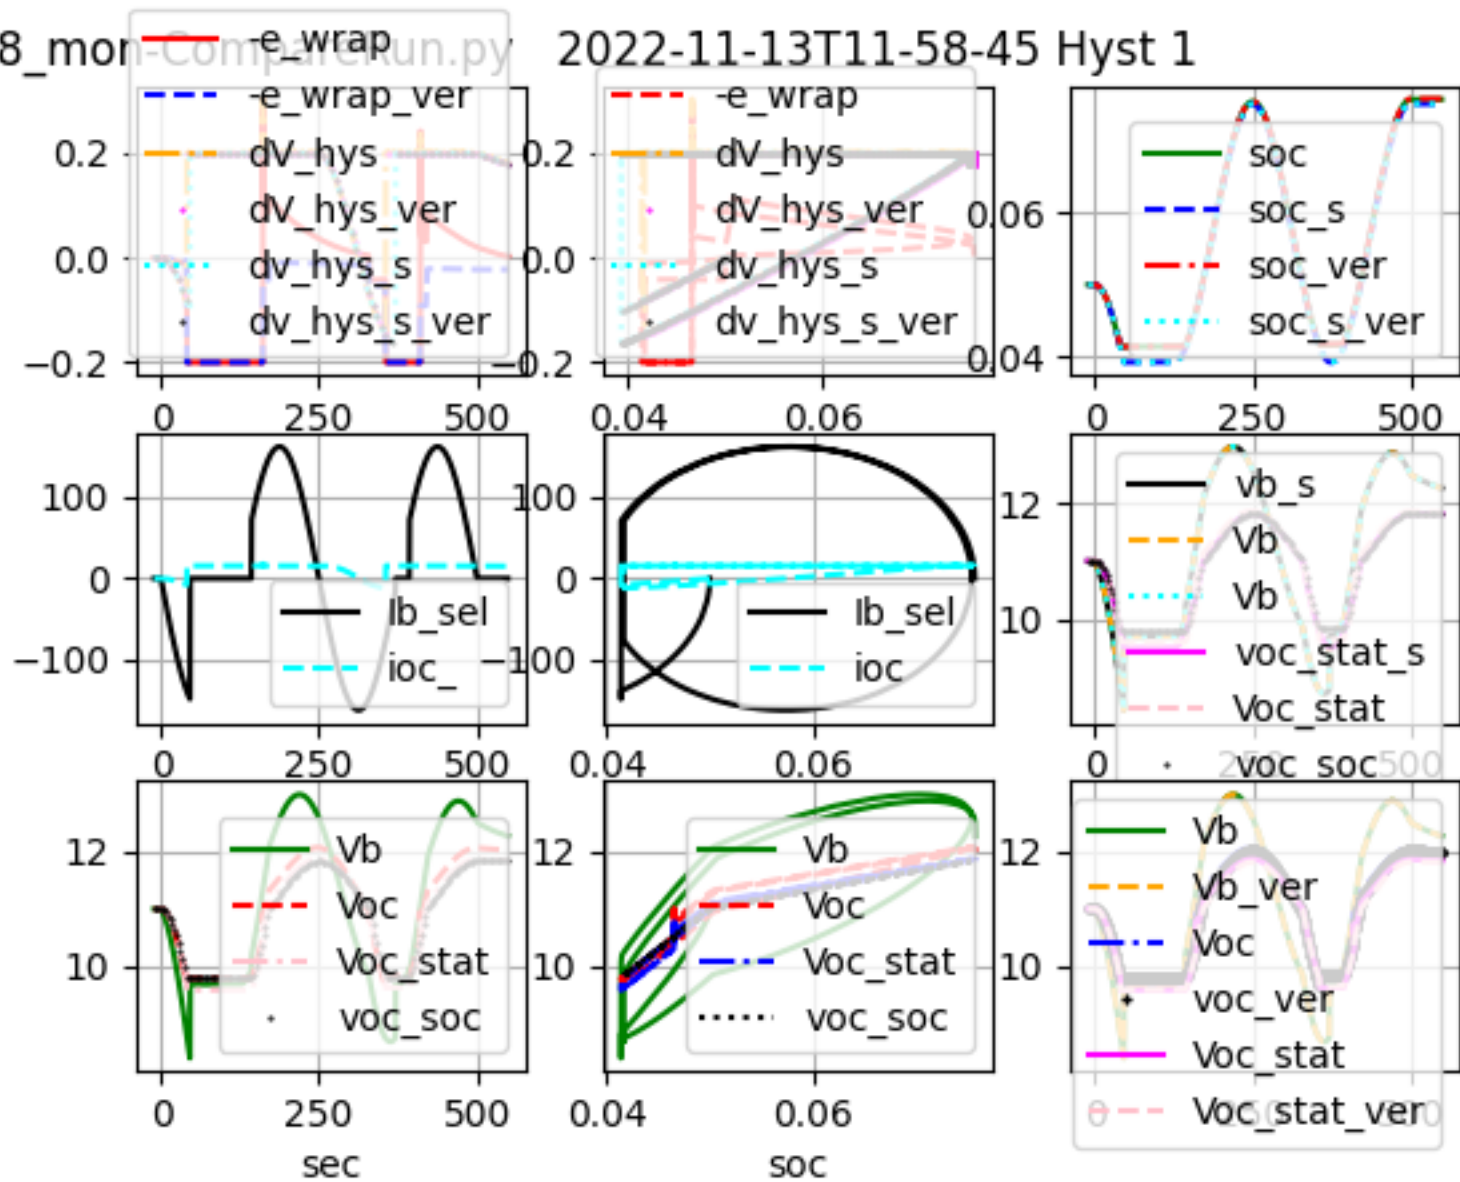 8_mon-CompareRun.py 2022-11-13T11-58-45 Hyst 1
-e_wrap
-e_wrap_ver
dV_hys
dV_hys_ver
dv_hys_s
dv_hys_s_ver
0.2
0.0
−0.2
0 250 500
-e_wrap
dV_hys
dV_hys_ver
dv_hys_s
dv_hys_s_ver
0.2
0.0
−0.2
0.04 0.06
soc
soc_s
soc_ver
soc_s_ver
0.06
0.04
0 250 500
100
0
−100
Ib_sel
ioc_
0 250 500
100
0
−100
Ib_sel
ioc
0.04 0.06
12
10
vb_s
Vb
Vb
voc_stat_s
Voc_stat
voc_soc
0 250 500
12
10
Vb
Voc
Voc_stat
voc_soc
0 250 500
sec
12
10
Vb
Voc
Voc_stat
voc_soc
0.04 0.06
soc
12
10
Vb
Vb_ver
Voc
voc_ver
Voc_stat
Voc_stat_ver
0 250 500